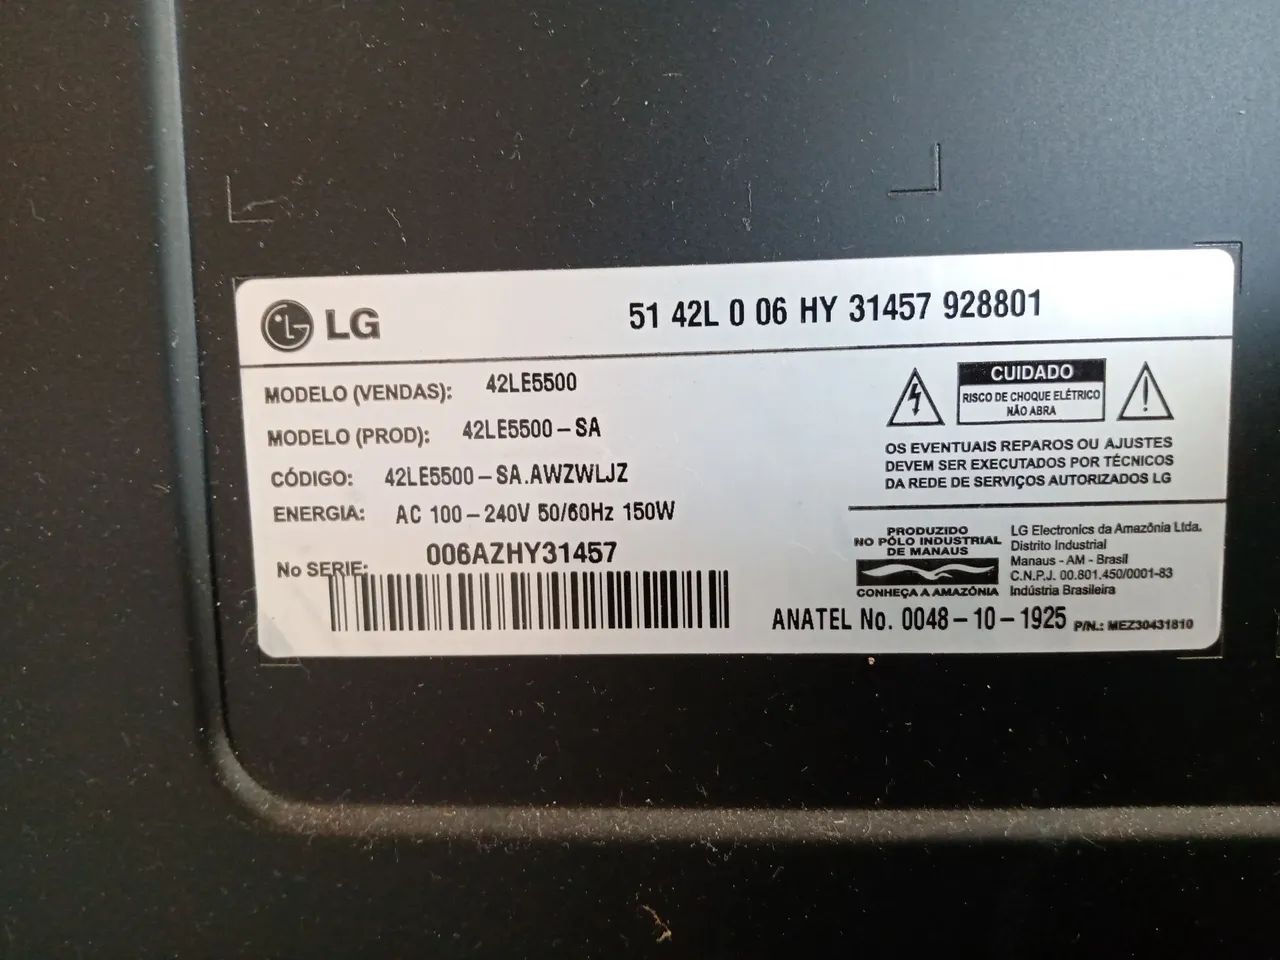 LG
51 42L 0 06 HY 31457 928801
MODELO (VENDAS): 42LE5500
MODELO (PROD): 42LE5500-SA
CÓDIGO: 42LE5500-SA.AWZWLJZ
ENERGIA: AC 100-240V 50/60Hz 150W
No SERIE: 006AZHY31457
CUIDADO
RISCO DE CHOQUE ELÉTRICO
NÃO ABRA
OS EVENTUAIS REPAROS OU AJUSTES
DEVEM SER EXECUTADOS POR TÉCNICOS
DA REDE DE SERVIÇOS AUTORIZADOS LG
PRODUZIDO
NO PÓLO INDUSTRIAL
DE MANAUS
CONHEÇA A AMAZÔNIA
LG Electronics da Amazônia Ltda.
Distrito Industrial
Manaus - AM - Brasil
C.N.P.J. 00.801.450/0001-83
Indústria Brasileira
ANATEL No. 0048-10-1925 P/N.: MEZ30431810